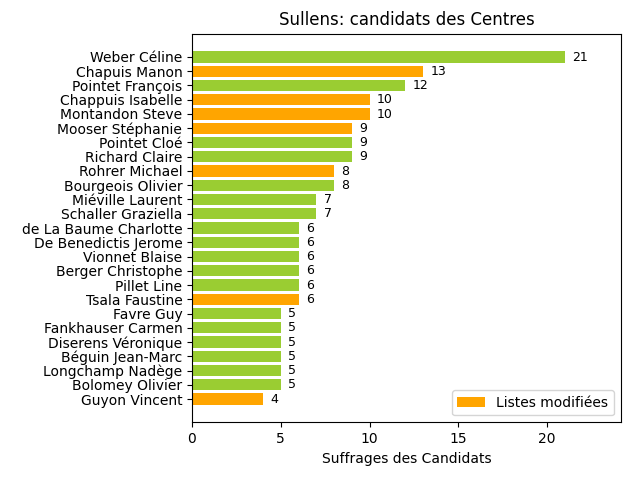 Sullens: candidats des Centres
Weber Céline 21
Chapuis Manon 13
Pointet François 12
Chappuis Isabelle 10
Montandon Steve 10
Mooser Stéphanie 9
Pointet Cloé 9
Richard Claire 9
Rohrer Michael 8
Bourgeois Olivier 8
Miéville Laurent 7
Schaller Graziella 7
de La Baume Charlotte 6
De Benedictis Jerome 6
Vionnet Blaise 6
Berger Christophe 6
Pillet Line 6
Tsala Faustine 6
Favre Guy 5
Fankhauser Carmen 5
Diserens Véronique 5
Béguin Jean-Marc 5
Longchamp Nadège 5
Bolomey Olivier 5
Guyon Vincent 4
Listes modifiées
0 5 10 15 20
Suffrages des Candidats